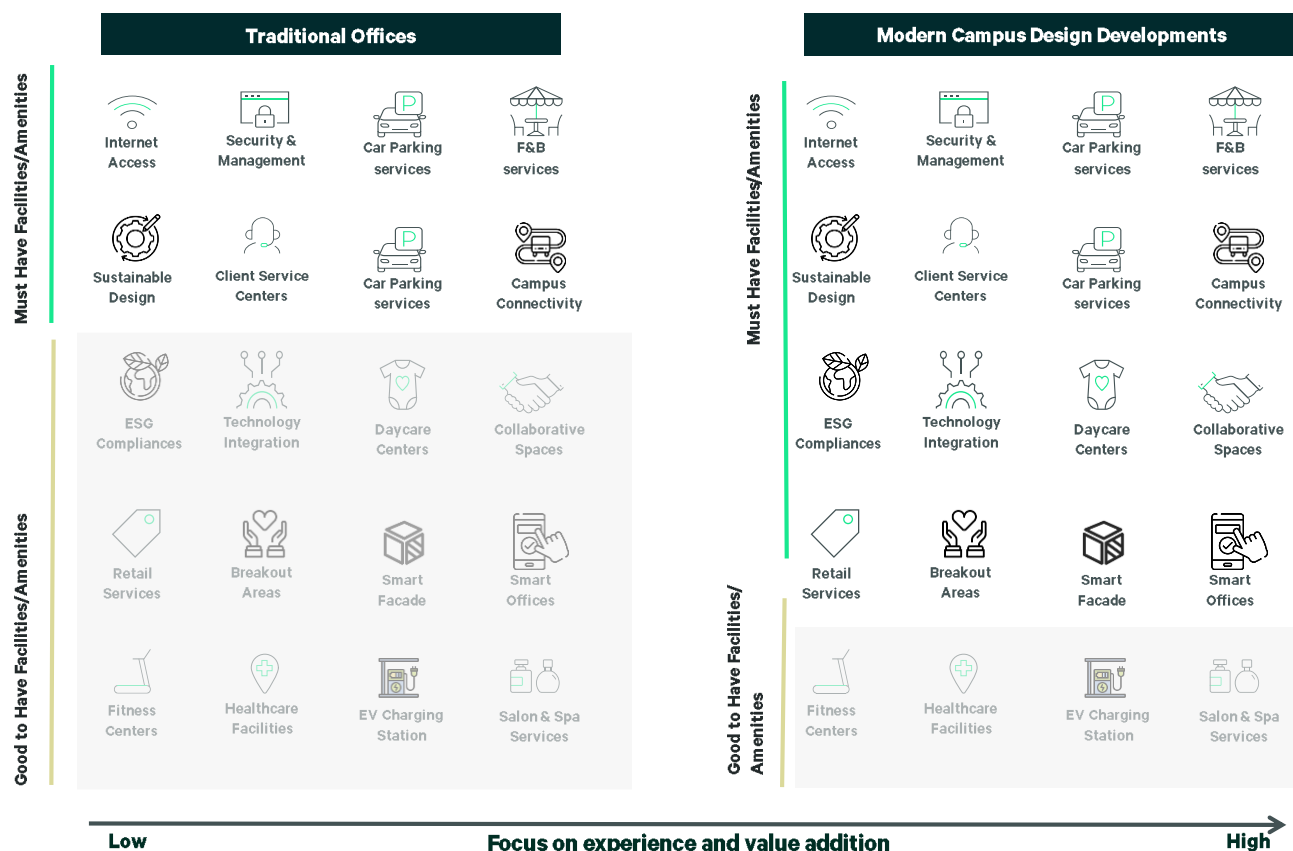 Traditional Offices
Must Have Facilities/Amenities
Internet
Access
Security &
Management
Car Parking
services
F&B
services
Sustainable
Design
Client Service
Centers
Car Parking
services
Campus
Connectivity
Good to Have Facilities/Amenities
ESG
Compliances
Technology
Integration
Daycare
Centers
Collaborative
Spaces
Retail
Services
Breakout
Areas
Smart
Facade
Smart
Offices
Fitness
Centers
Healthcare
Facilities
EV Charging
Station
Salon & Spa
Services
Modern Campus Design Developments
Must Have Facilities/Amenities
Internet
Access
Security &
Management
Car Parking
services
F&B
services
Sustainable
Design
Client Service
Centers
Car Parking
services
Campus
Connectivity
ESG
Compliances
Technology
Integration
Daycare
Centers
Collaborative
Spaces
Retail
Services
Breakout
Areas
Smart
Facade
Smart
Offices
Good to Have Facilities/
Amenities
Fitness
Centers
Healthcare
Facilities
EV Charging
Station
Salon & Spa
Services
Low
Focus on experience and value addition
High